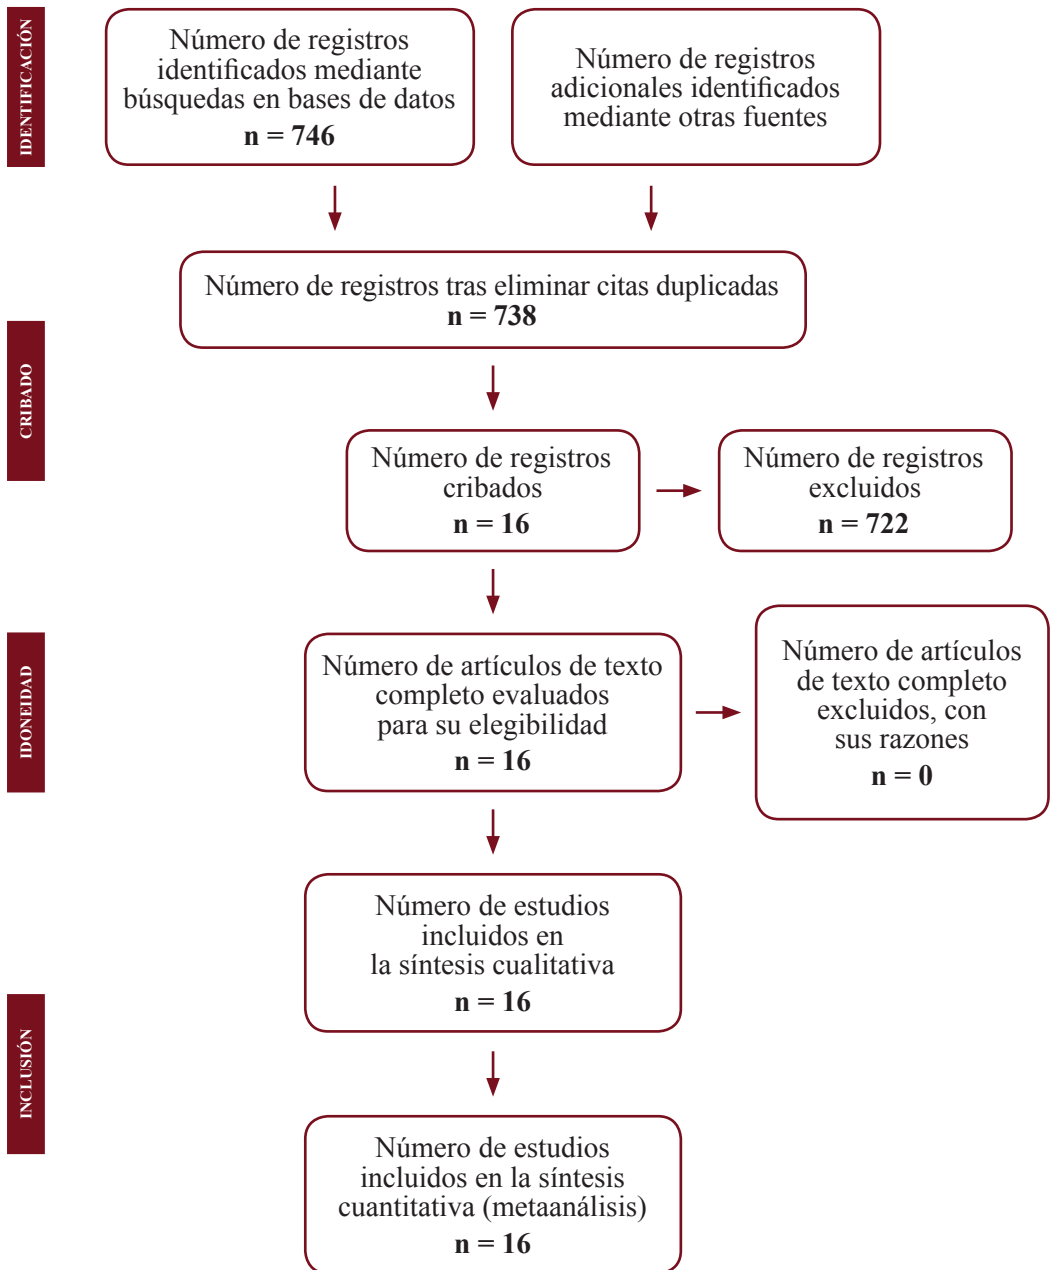 IDENTIFICACIÓN
Número de registros
identificados mediante
búsquedas en bases de datos
n = 746
Número de registros
adicionales identificados
mediante otras fuentes
Número de registros tras eliminar citas duplicadas
n = 738
CRIBADO
Número de registros
cribados
n = 16
Número de registros
excluidos
n = 722
IDONEIDAD
Número de artículos de texto
completo evaluados
para su elegibilidad
n = 16
Número de artículos
de texto completo
excluidos, con
sus razones
n = 0
Número de estudios
incluidos en
la síntesis cualitativa
n = 16
INCLUSIÓN
Número de estudios
incluidos en la síntesis
cuantitativa (metaanálisis)
n = 16